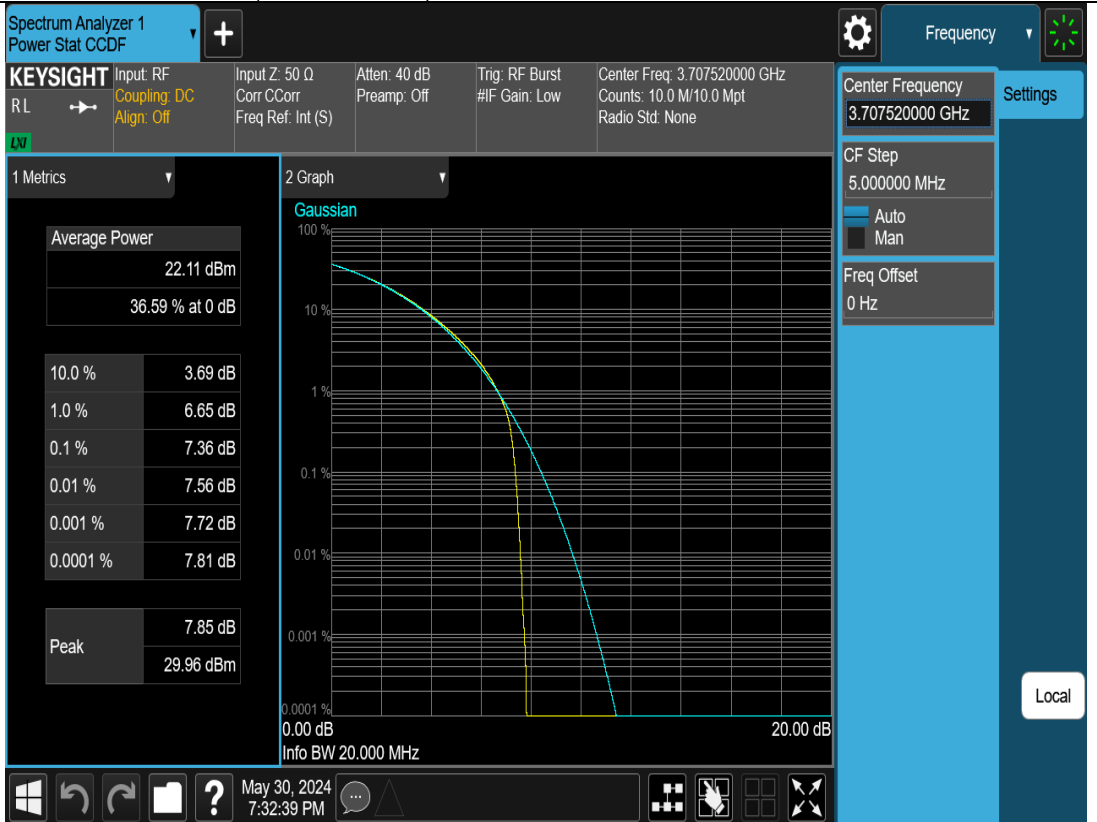 Spectrum Analyzer 1
Power Stat CCDF
Frequency
KEYSIGHT
R L
LXI
Input: RF
Coupling: DC
Align: Off
Input Z: 50 Ω
Corr CCorr
Freq Ref: Int (S)
Atten: 40 dB
Preamp: Off
Trig: RF Burst
#IF Gain: Low
Center Freq: 3.707520000 GHz
Counts: 10.0 M/10.0 Mpt
Radio Std: None
1 Metrics
Average Power
22.11 dBm
36.59 % at 0 dB
10.0 % 3.69 dB
1.0 % 6.65 dB
0.1 % 7.36 dB
0.01 % 7.56 dB
0.001 % 7.72 dB
0.0001 % 7.81 dB
Peak
7.85 dB
29.96 dBm
2 Graph
Gaussian
100 %
10 %
1 %
0.1 %
0.01 %
0.001 %
0.0001 %
0.00 dB 20.00 dB
Info BW 20.000 MHz
Center Frequency
3.707520000 GHz
CF Step
5.000000 MHz
Auto
Man
Freq Offset
0 Hz
Settings
Local
May 30, 2024
7:32:39 PM